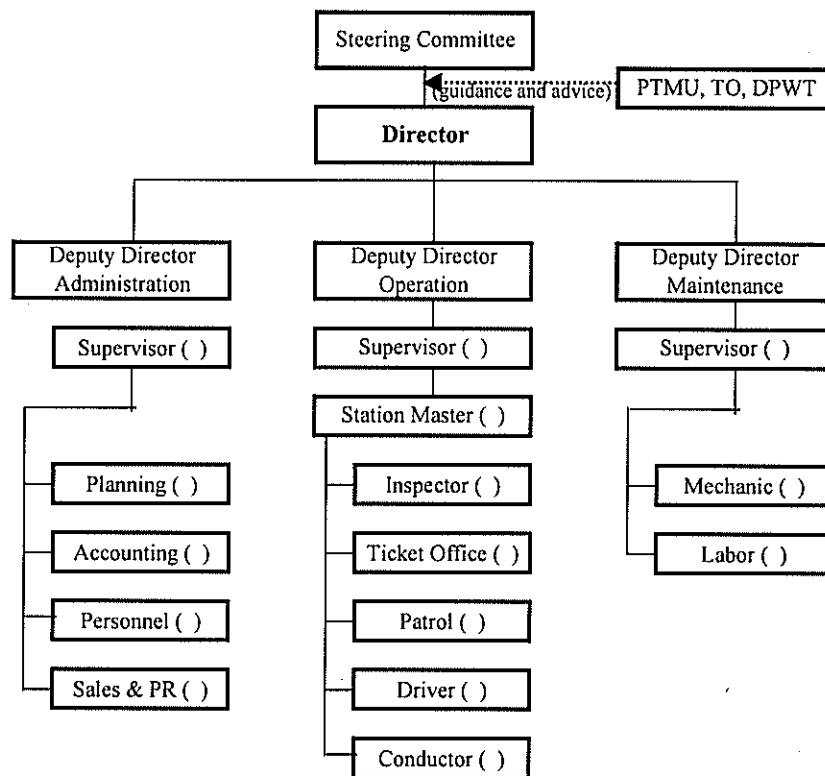 Steering Committee
(guidance and advice)
PTMU, TO, DPWT
Director
Deputy Director
Administration
Deputy Director
Operation
Deputy Director
Maintenance
Supervisor ( )
Supervisor ( )
Supervisor ( )
Station Master ( )
Planning ( )
Inspector ( )
Mechanic ( )
Accounting ( )
Ticket Office ( )
Labor ( )
Personnel ( )
Patrol ( )
Sales & PR ( )
Driver ( )
Conductor ( )